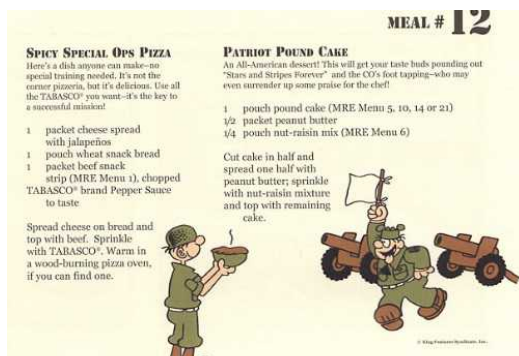 MEAL # 12
SPICY SPECIAL OPS PIZZA
Here's a dish anyone can make–no
special training needed. It's not the
corner pizzeria, but it's delicious. Use all
the TABASCO® you want–it's the key to
a successful mission!
1 packet cheese spread
with jalapeños
1 pouch wheat snack bread
1 packet beef snack
strip (MRE Menu 1), chopped
TABASCO® brand Pepper Sauce
to taste
Spread cheese on bread and
top with beef. Sprinkle
with TABASCO®. Warm in
a wood-burning pizza oven,
if you can find one.
PATRIOT POUND CAKE
An All-American dessert! This will get your taste buds pounding out
"Stars and Stripes Forever" and the CO's foot tapping–who may
even surrender up some praise for the chef!
1 pouch pound cake (MRE Menu 5, 10, 14 or 21)
1/2 packet peanut butter
1/4 pouch nut-raisin mix (MRE Menu 6)
Cut cake in half and
spread one half with
peanut butter; sprinkle
with nut-raisin mixture
and top with remaining
cake.
© King Features Syndicate, Inc.